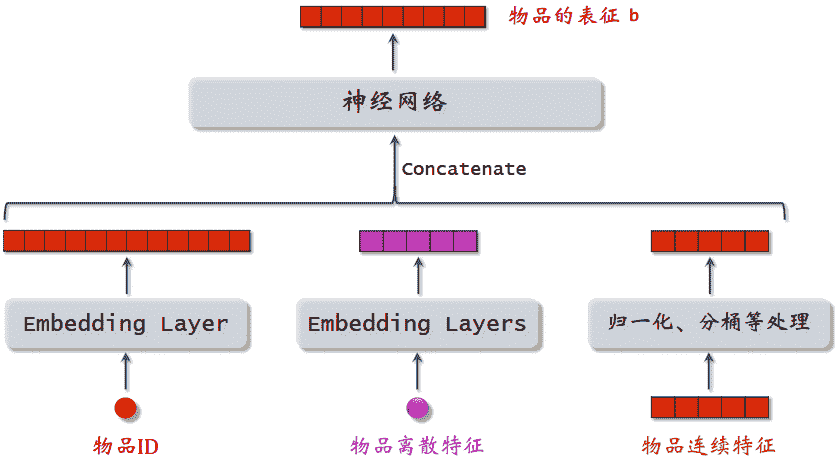 物品的表征 b
神经网络
Concatenate
Embedding Layer
Embedding Layers
归一化、分桶等处理
物品ID
物品离散特征
物品连续特征